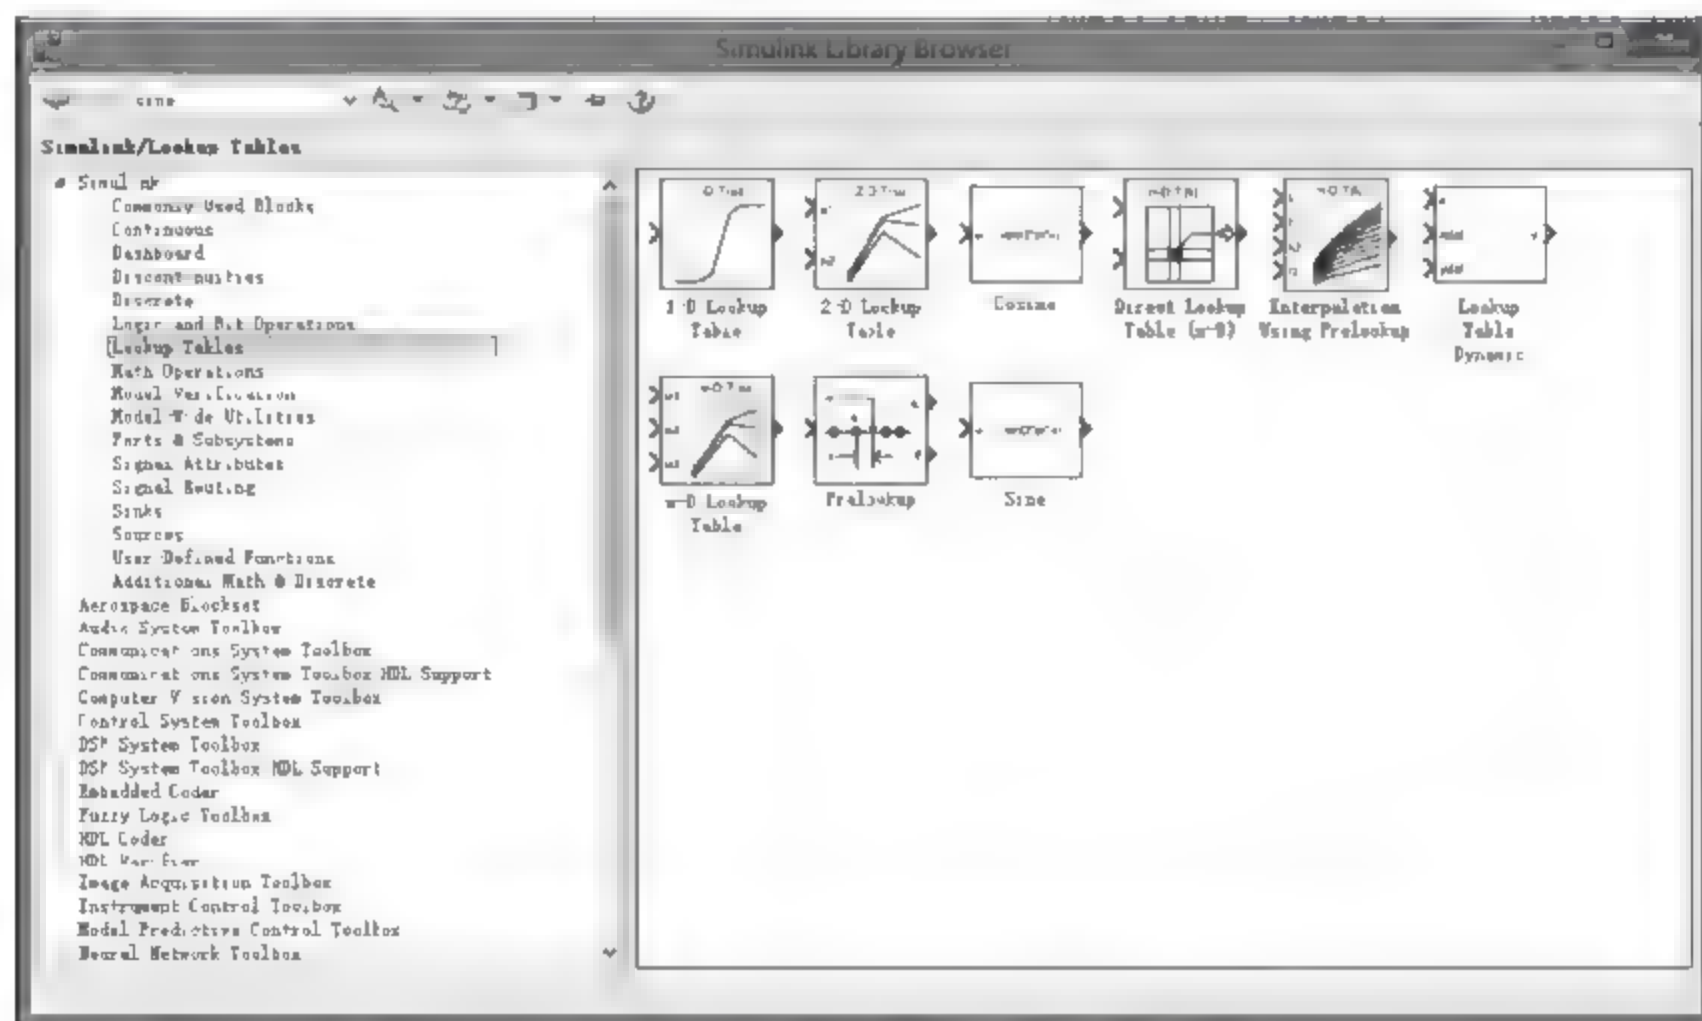 Simulink Library Browser
sine
Simulink/Lookup Tables
Simulink
Commonly Used Blocks
Continuous
Dashboard
Discontinuities
Discrete
Logic and Bit Operations
Lookup Tables
Math Operations
Model Verification
Model-Wide Utilities
Ports & Subsystems
Signal Attributes
Signal Routing
Sinks
Sources
User-Defined Functions
Additional Math & Discrete
Aerospace Blockset
Audio System Toolbox
Communications System Toolbox
Communications System Toolbox HDL Support
Computer Vision System Toolbox
Control System Toolbox
DSP System Toolbox
DSP System Toolbox HDL Support
Embedded Coder
Fuzzy Logic Toolbox
HDL Coder
HDL Verifier
Image Acquisition Toolbox
Instrument Control Toolbox
Model Predictive Control Toolbox
Neural Network Toolbox
1-D Lookup
Table
2-D Lookup
Table
Cosine
Direct Lookup
Table (n-D)
Interpolation
Using Prelookup
Lookup
Table
Dynamic
n-D Lookup
Table
Prelookup
Sine